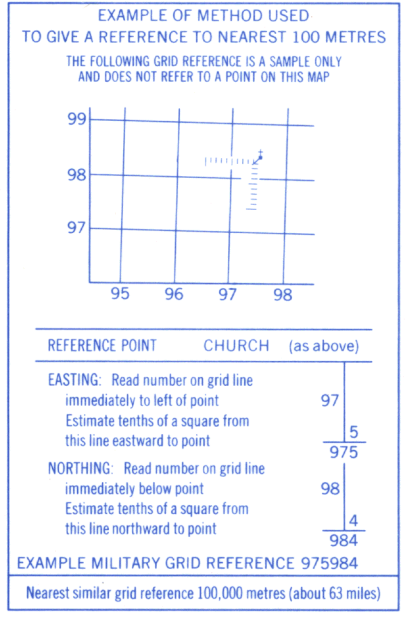 EXAMPLE OF METHOD USED
TO GIVE A REFERENCE TO NEAREST 100 METRES
THE FOLLOWING GRID REFERENCE IS A SAMPLE ONLY
AND DOES NOT REFER TO A POINT ON THIS MAP
99
98
97
95 96 97 98
REFERENCE POINT CHURCH (as above)
EASTING: Read number on grid line
immediately to left of point 97
Estimate tenths of a square from
this line eastward to point 5
975
NORTHING: Read number on grid line
immediately below point 98
Estimate tenths of a square from
this line northward to point 4
984
EXAMPLE MILITARY GRID REFERENCE 975984
Nearest similar grid reference 100,000 metres (about 63 miles)